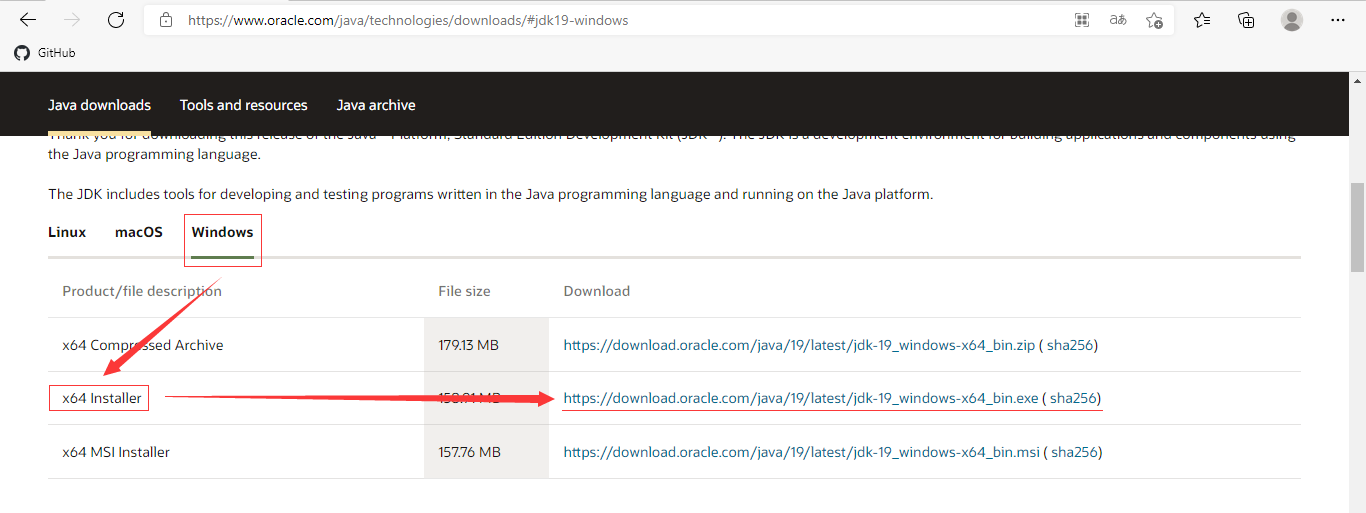 https://www.oracle.com/java/technologies/downloads/#jdk19-windows
aあ
GitHub
Java downloads Tools and resources Java archive
the Java programming language.
The JDK includes tools for developing and testing programs written in the Java programming language and running on the Java platform.
Linux macOS Windows
Product/file description File size Download
x64 Compressed Archive 179.13 MB https://download.oracle.com/java/19/latest/jdk-19_windows-x64_bin.zip ( sha256)
x64 Installer https://download.oracle.com/java/19/latest/jdk-19_windows-x64_bin.exe ( sha256)
x64 MSI Installer 157.76 MB https://download.oracle.com/java/19/latest/jdk-19_windows-x64_bin.msi ( sha256)